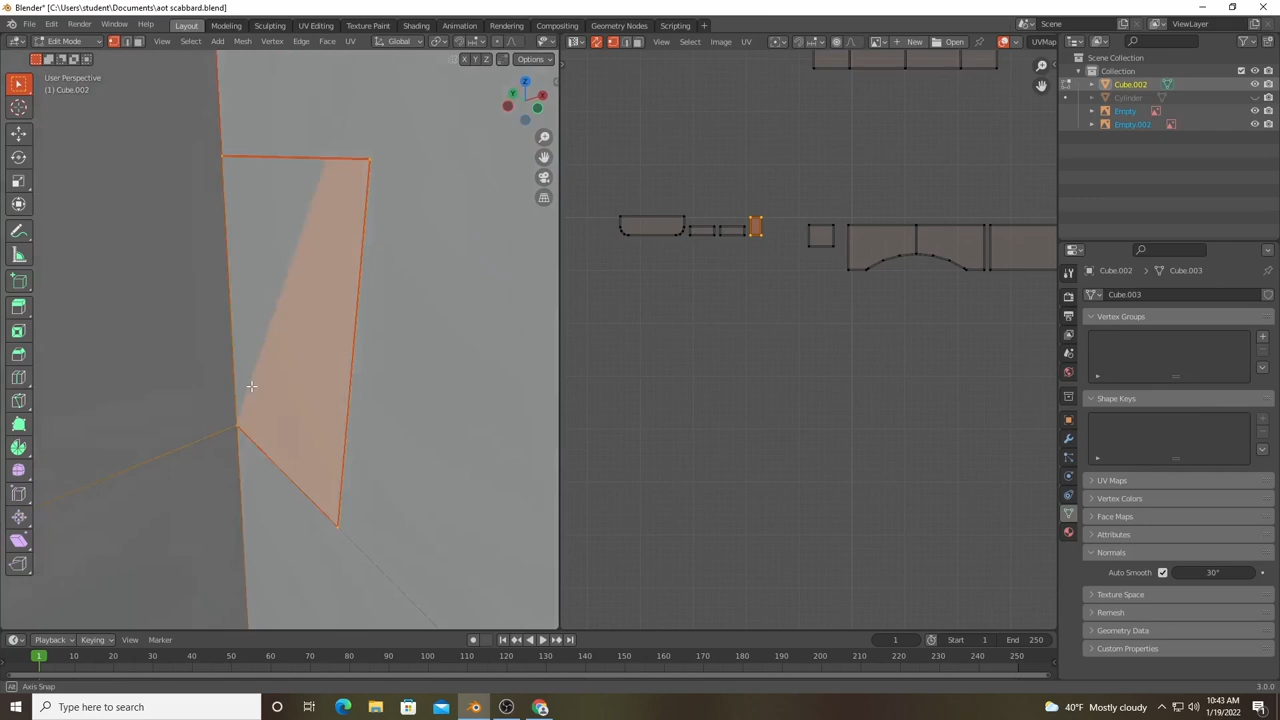 Blender* [C:\Users\student\Documents\aot scabbard.blend]
File Edit Render Window Help Layout Modeling Sculpting UV Editing Texture Paint Shading Animation Rendering Compositing Geometry Nodes Scripting + Scene ViewLayer
Edit Mode View Select Add Mesh Vertex Edge Face UV Global View Select Image UV New Open UVMap
X Y Z Options
User Perspective
(1) Cube.002
Z
X
Y
Scene Collection
Collection
Cube.002
Cylinder
Empty
Empty.002
Cube.002 Cube.003
Cube.003
Vertex Groups
Shape Keys
UV Maps
Vertex Colors
Face Maps
Attributes
Normals
Auto Smooth 30°
Texture Space
Remesh
Geometry Data
Custom Properties
Playback Keying View Marker 1 Start 1 End 250
1 10 20 30 40 50 60 70 80 90 100 110 120 130 140 150 160 170 180 190 200 210 220 230 240 250
Alt Axis Snap 3.0.0
Type here to search 40°F Mostly cloudy 10:43 AM
1/19/2022